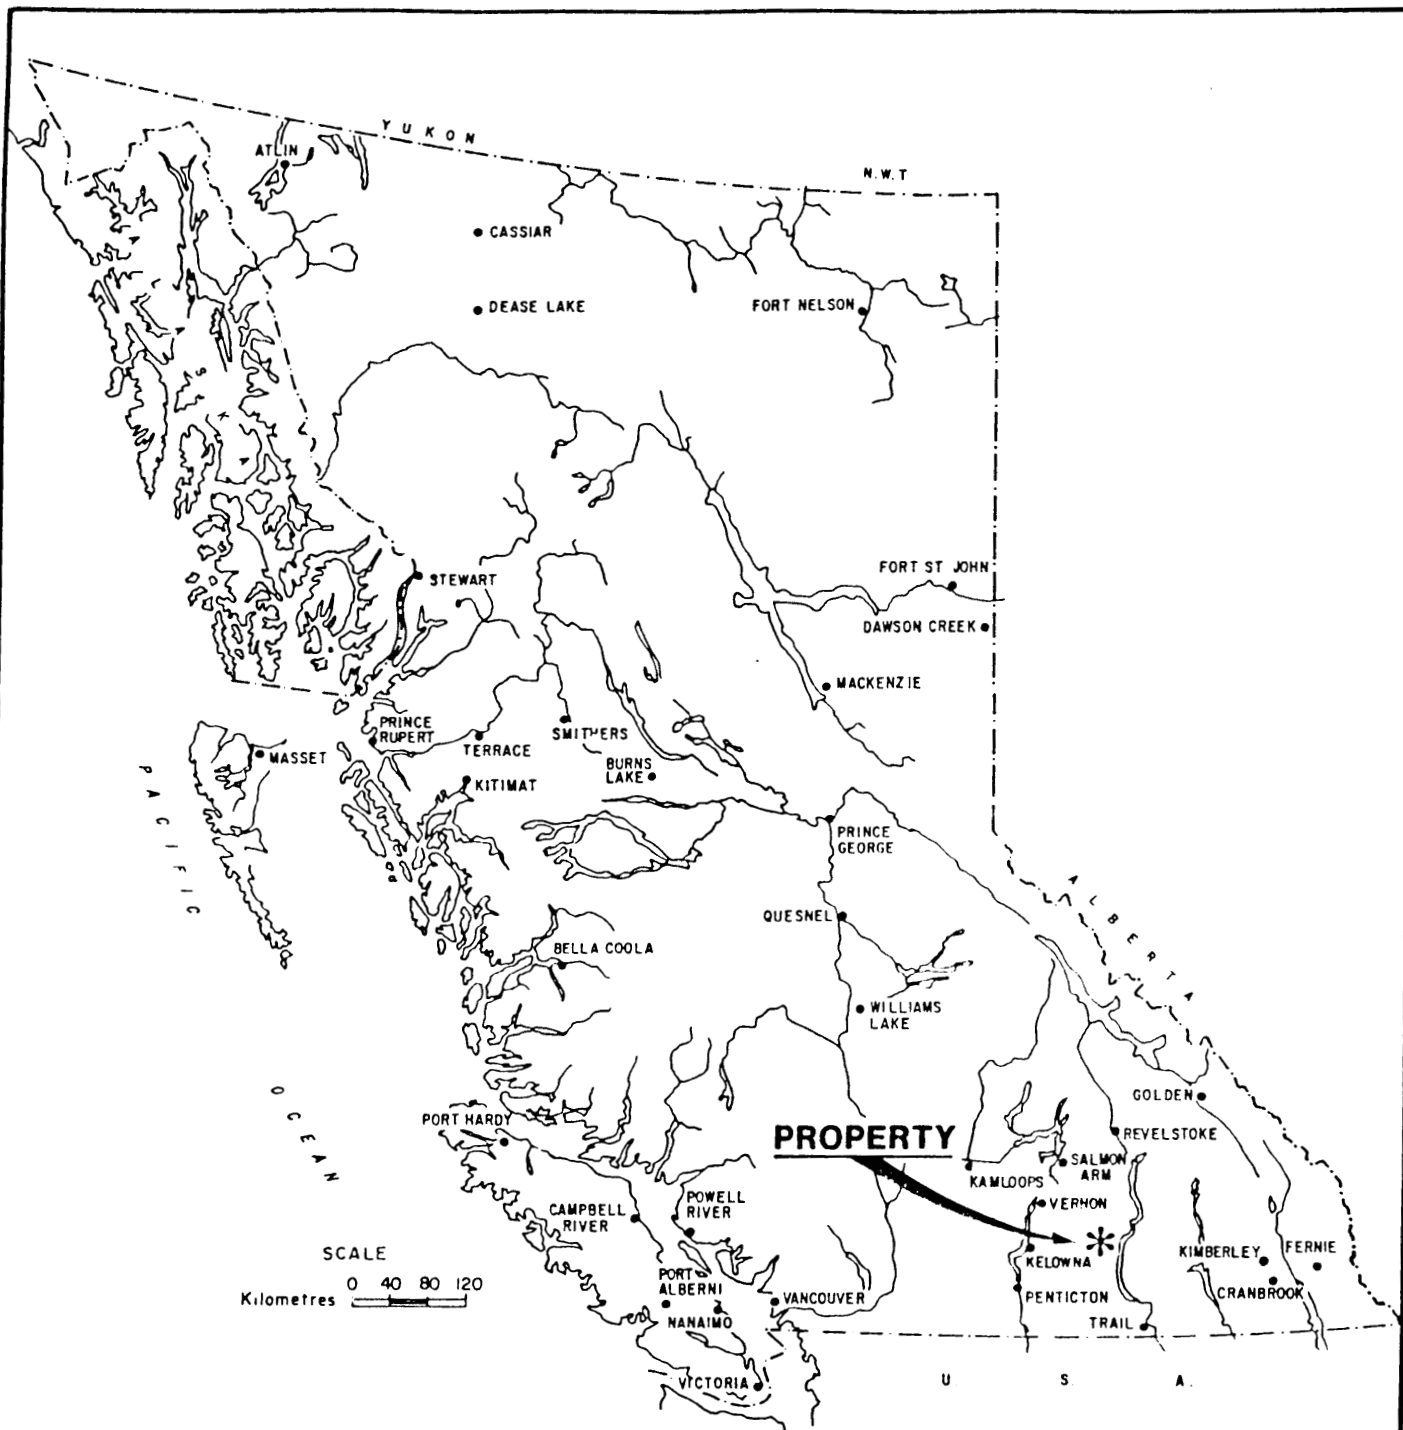 YUKON
N.W.T
ATLIN
CASSIAR
ALASKA
DEASE LAKE
FORT NELSON
STEWART
FORT ST JOHN
DAWSON CREEK
MACKENZIE
PRINCE
RUPERT
MASSET
TERRACE
SMITHERS
BURNS
LAKE
KITIMAT
PACIFIC
PRINCE
GEORGE
ALBERTA
QUESNEL
BELLA COOLA
WILLIAMS
LAKE
OCEAN
GOLDEN
PORT HARDY
PROPERTY
REVELSTOKE
SALMON
ARM
KAMLOOPS
CAMPBELL
RIVER
POWELL
RIVER
VERNON
SCALE
0 40 80 120
Kilometres
KELOWNA
KIMBERLEY
FERNIE
PORT
ALBERNI
NANAIMO
VANCOUVER
PENTICTON
CRANBROOK
TRAIL
VICTORIA
U. S. A.